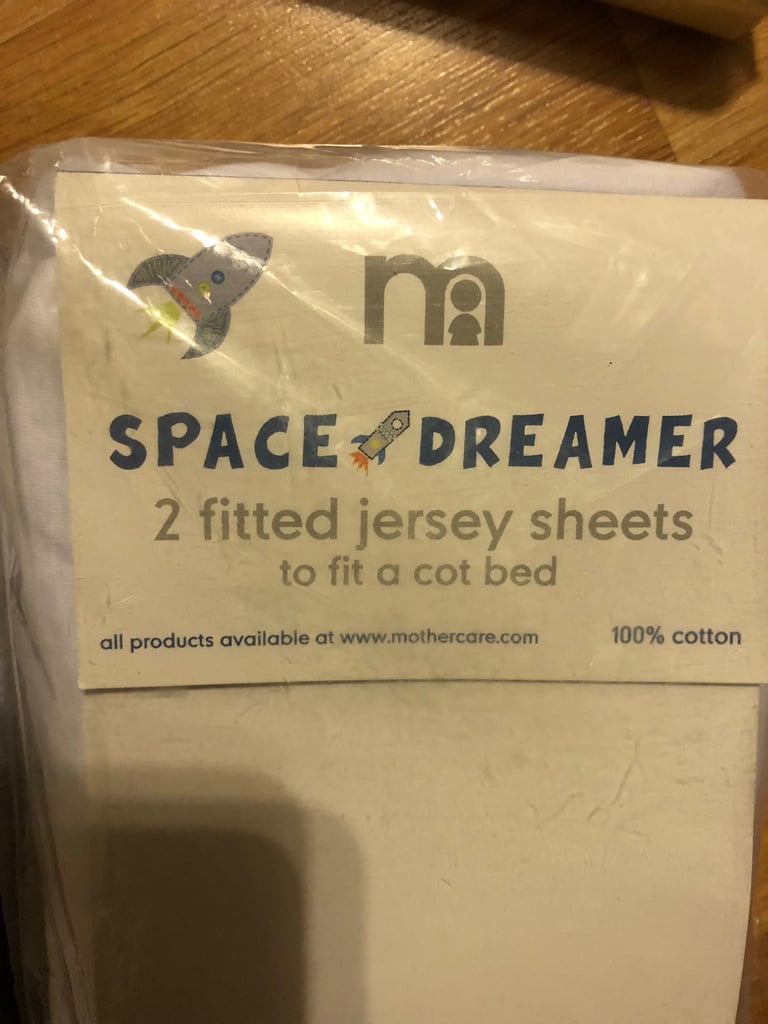 m
SPACE DREAMER
2 fitted jersey sheets
to fit a cot bed
all products available at www.mothercare.com 100% cotton